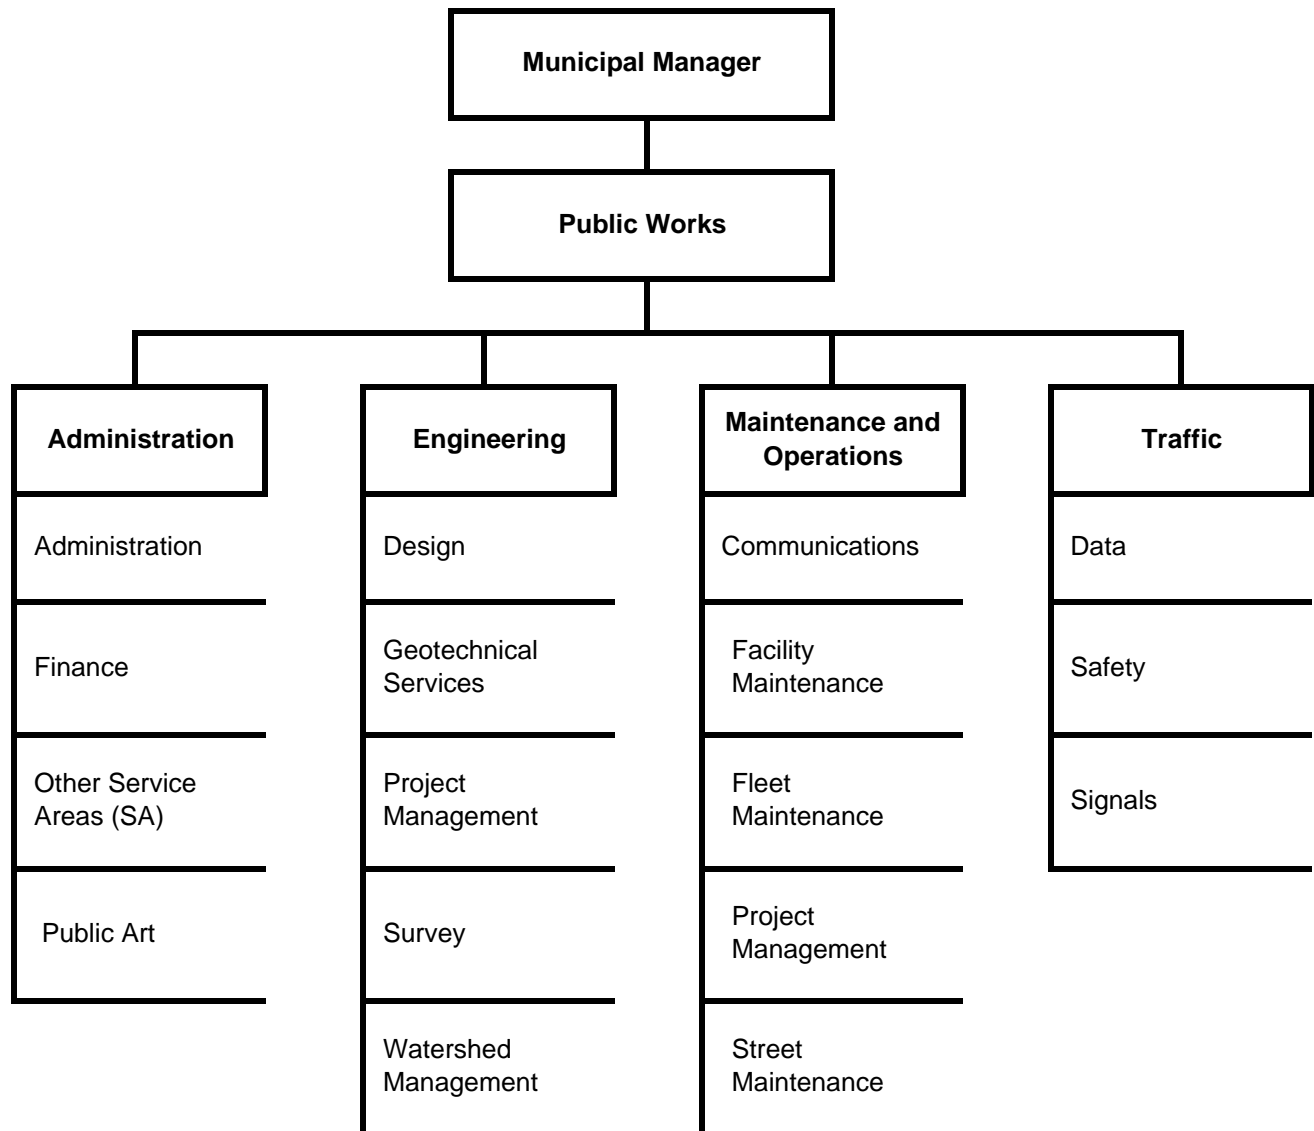 Municipal Manager
Public Works
Administration
Engineering
Maintenance and
Operations
Traffic
Administration
Finance
Other Service
Areas (SA)
Public Art
Design
Geotechnical
Services
Project
Management
Survey
Watershed
Management
Communications
Facility
Maintenance
Fleet
Maintenance
Project
Management
Street
Maintenance
Data
Safety
Signals